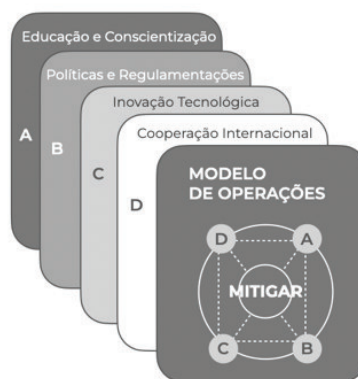 Educação e Conscientização
A
Políticas e Regulamentações
B
Inovação Tecnológica
C
Cooperação Internacional
D
MODELO
DE OPERAÇÕES
D
A
MITIGAR
C
B